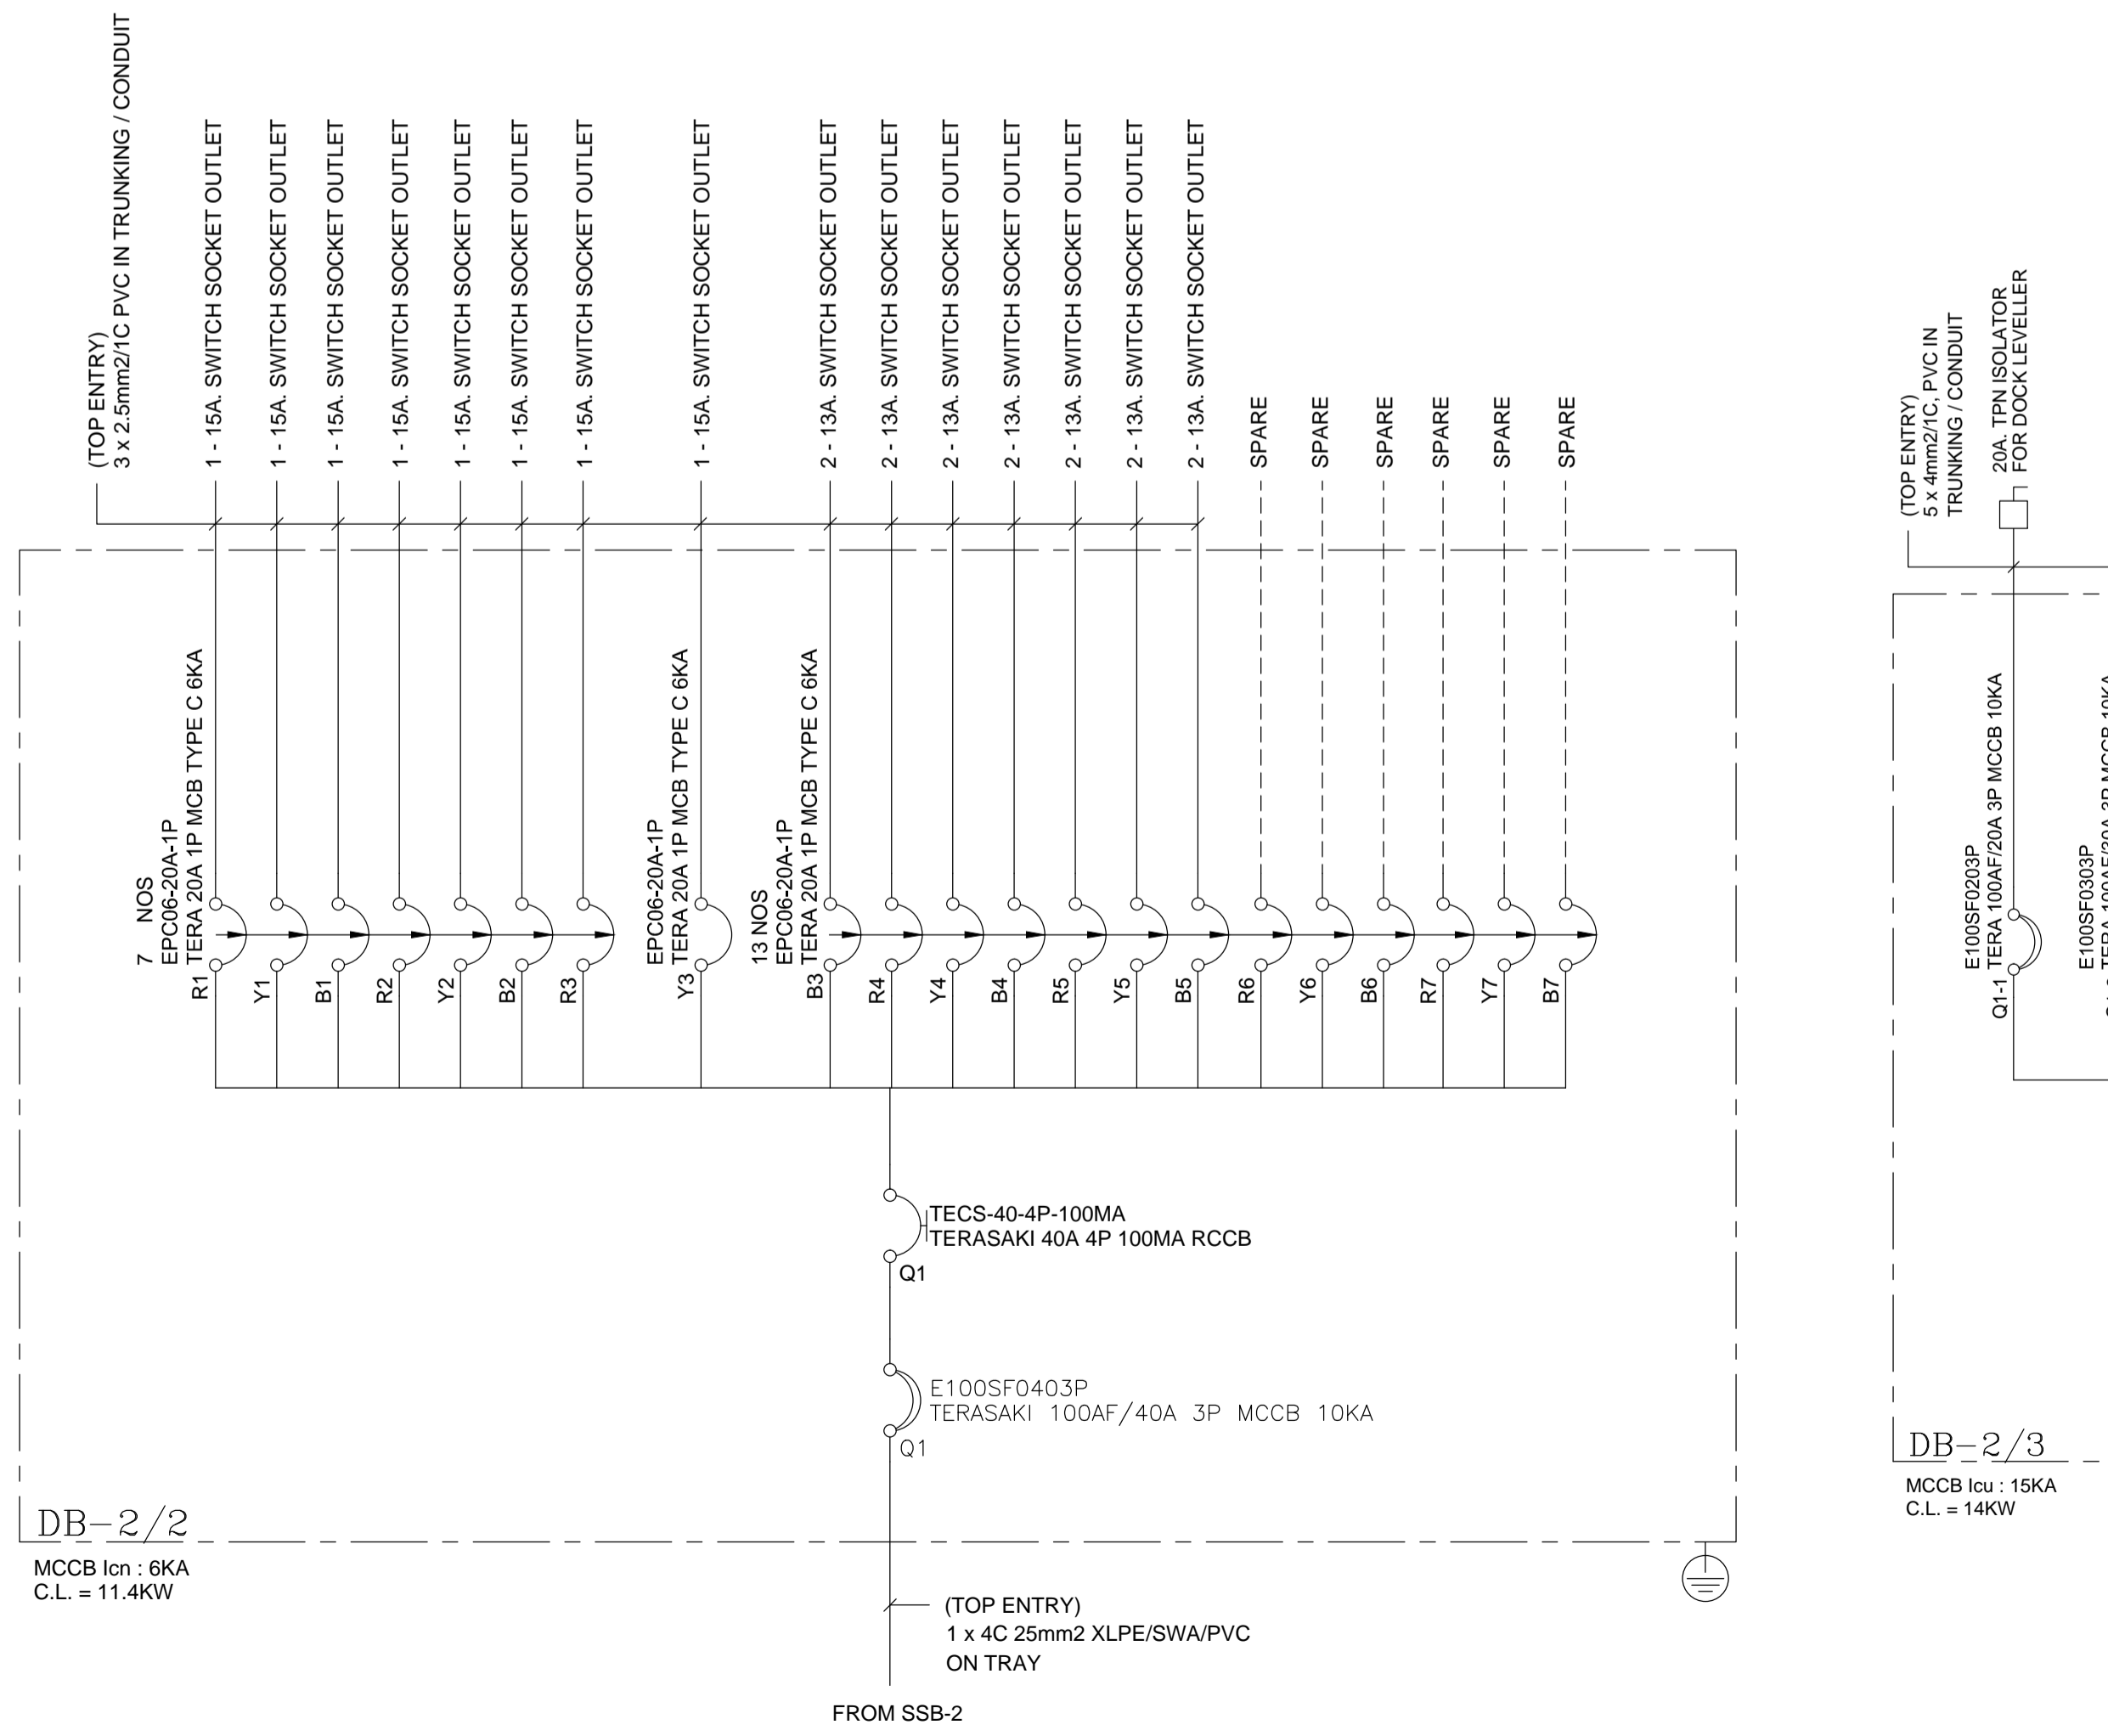 (TOP ENTRY)
3 x 2.5mm2/1C PVC IN TRUNKING / CONDUIT
1 - 15A. SWITCH SOCKET OUTLET
1 - 15A. SWITCH SOCKET OUTLET
1 - 15A. SWITCH SOCKET OUTLET
1 - 15A. SWITCH SOCKET OUTLET
1 - 15A. SWITCH SOCKET OUTLET
1 - 15A. SWITCH SOCKET OUTLET
1 - 15A. SWITCH SOCKET OUTLET
1 - 15A. SWITCH SOCKET OUTLET
2 - 13A. SWITCH SOCKET OUTLET
2 - 13A. SWITCH SOCKET OUTLET
2 - 13A. SWITCH SOCKET OUTLET
2 - 13A. SWITCH SOCKET OUTLET
2 - 13A. SWITCH SOCKET OUTLET
2 - 13A. SWITCH SOCKET OUTLET
2 - 13A. SWITCH SOCKET OUTLET
SPARE
SPARE
SPARE
SPARE
SPARE
SPARE
7 NOS
EPC06-20A-1P
TERA 20A 1P MCB TYPE C 6KA
EPC06-20A-1P
TERA 20A 1P MCB TYPE C 6KA
13 NOS
EPC06-20A-1P
TERA 20A 1P MCB TYPE C 6KA
R1
Y1
B1
R2
Y2
B2
R3
Y3
B3
R4
Y4
B4
R5
Y5
B5
R6
Y6
B6
R7
Y7
B7
TECS-40-4P-100MA
TERASAKI 40A 4P 100MA RCCB
Q1
E100SF0403P
TERASAKI 100AF/40A 3P MCCB 10KA
Q1
DB-2/2
MCCB Icn : 6KA
C.L. = 11.4KW
(TOP ENTRY)
1 x 4C 25mm2 XLPE/SWA/PVC
ON TRAY
FROM SSB-2
(TOP ENTRY)
5 x 4mm2/1C, PVC IN
TRUNKING / CONDUIT
20A. TPN ISOLATOR
FOR DOCK LEVELLER
E100SF0203P
TERA 100AF/20A 3P MCCB 10KA
Q1-1
E100SF0303P
DB-2/3
MCCB Icu : 15KA
C.L. = 14KW